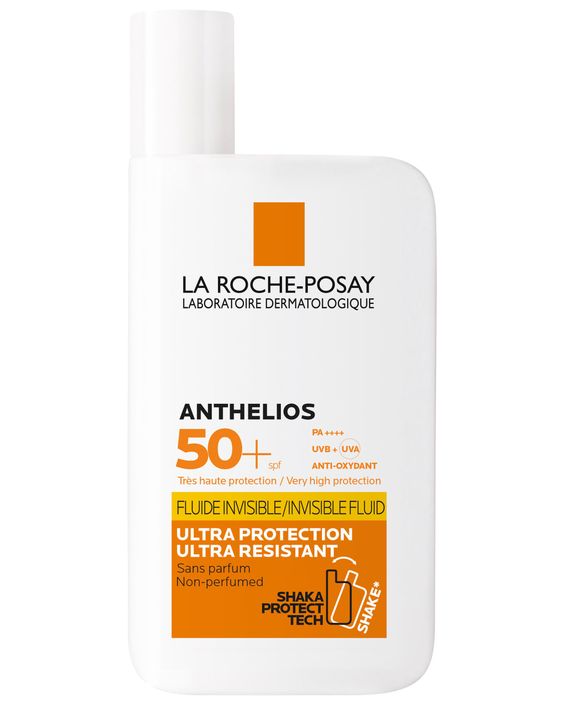 LA ROCHE-POSAY
LABORATOIRE DERMATOLOGIQUE
ANTHELIOS
50+ spf
PA ++++
UVB + UVA
ANTI-OXYDANT
Très haute protection / Very high protection
FLUIDE INVISIBLE/INVISIBLE FLUID
ULTRA PROTECTION
ULTRA RESISTANT
Sans parfum
Non-perfumed
SHAKA
PROTECT
TECH
SHAKE*